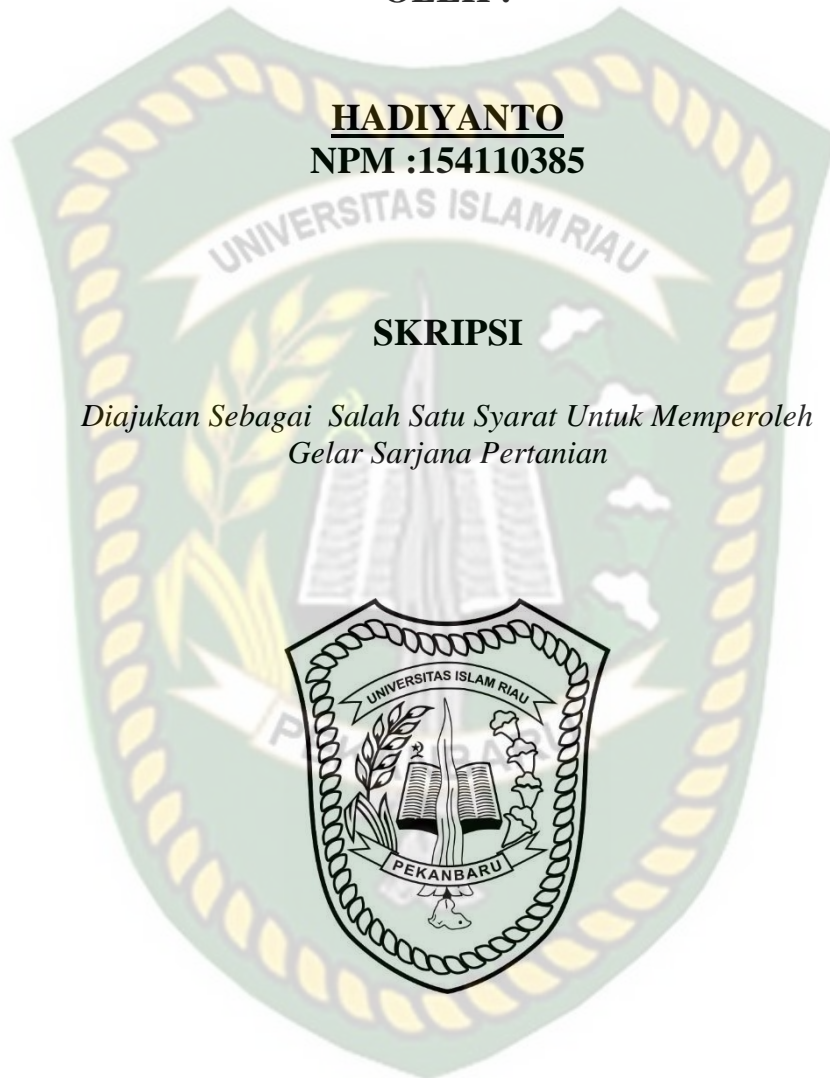 OLEH :
HADIYANTO
NPM :154110385
UNIVERSITAS ISLAM RIAU
SKRIPSI
Diajukan Sebagai Salah Satu Syarat Untuk Memperoleh
Gelar Sarjana Pertanian
UNIVERSITAS ISLAM RIAU
PEKANBARU
PEKANBARU